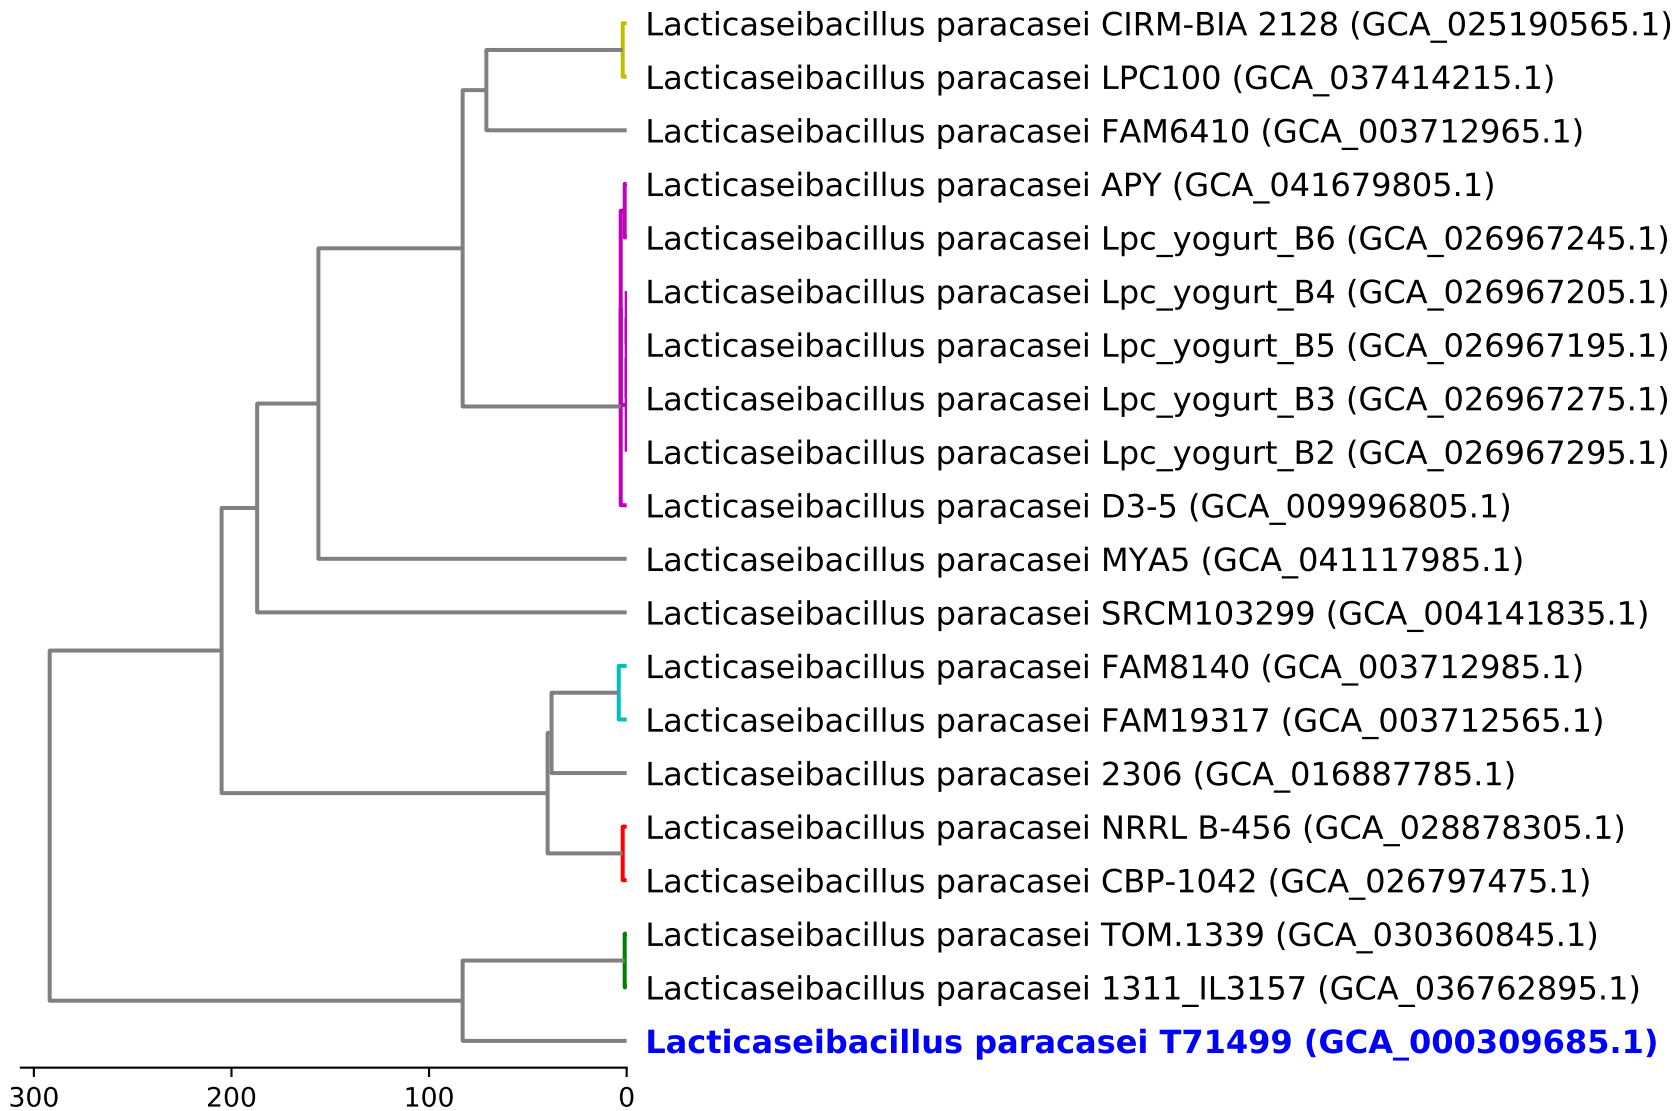 Lacticaseibacillus paracasei CIRM-BIA 2128 (GCA_025190565.1)
Lacticaseibacillus paracasei LPC100 (GCA_037414215.1)
Lacticaseibacillus paracasei FAM6410 (GCA_003712965.1)
Lacticaseibacillus paracasei APY (GCA_041679805.1)
Lacticaseibacillus paracasei Lpc_yogurt_B6 (GCA_026967245.1)
Lacticaseibacillus paracasei Lpc_yogurt_B4 (GCA_026967205.1)
Lacticaseibacillus paracasei Lpc_yogurt_B5 (GCA_026967195.1)
Lacticaseibacillus paracasei Lpc_yogurt_B3 (GCA_026967275.1)
Lacticaseibacillus paracasei Lpc_yogurt_B2 (GCA_026967295.1)
Lacticaseibacillus paracasei D3-5 (GCA_009996805.1)
Lacticaseibacillus paracasei MYA5 (GCA_041117985.1)
Lacticaseibacillus paracasei SRCM103299 (GCA_004141835.1)
Lacticaseibacillus paracasei FAM8140 (GCA_003712985.1)
Lacticaseibacillus paracasei FAM19317 (GCA_003712565.1)
Lacticaseibacillus paracasei 2306 (GCA_016887785.1)
Lacticaseibacillus paracasei NRRL B-456 (GCA_028878305.1)
Lacticaseibacillus paracasei CBP-1042 (GCA_026797475.1)
Lacticaseibacillus paracasei TOM.1339 (GCA_030360845.1)
Lacticaseibacillus paracasei 1311_IL3157 (GCA_036762895.1)
Lacticaseibacillus paracasei T71499 (GCA_000309685.1)
300 200 100 0